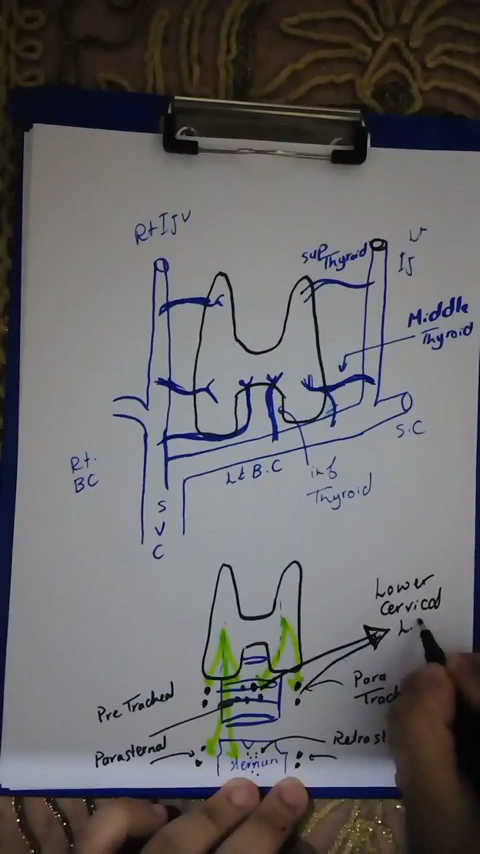 Rt IJV
sup
Thyroid
IJ
V
Middle
Thyroid
S.C
Rt.
BC
Lt B.C
inf
Thyroid
S
V
C
Lower
Cervical
L.
Pre Tracheal
Para
Parasternal
sternum